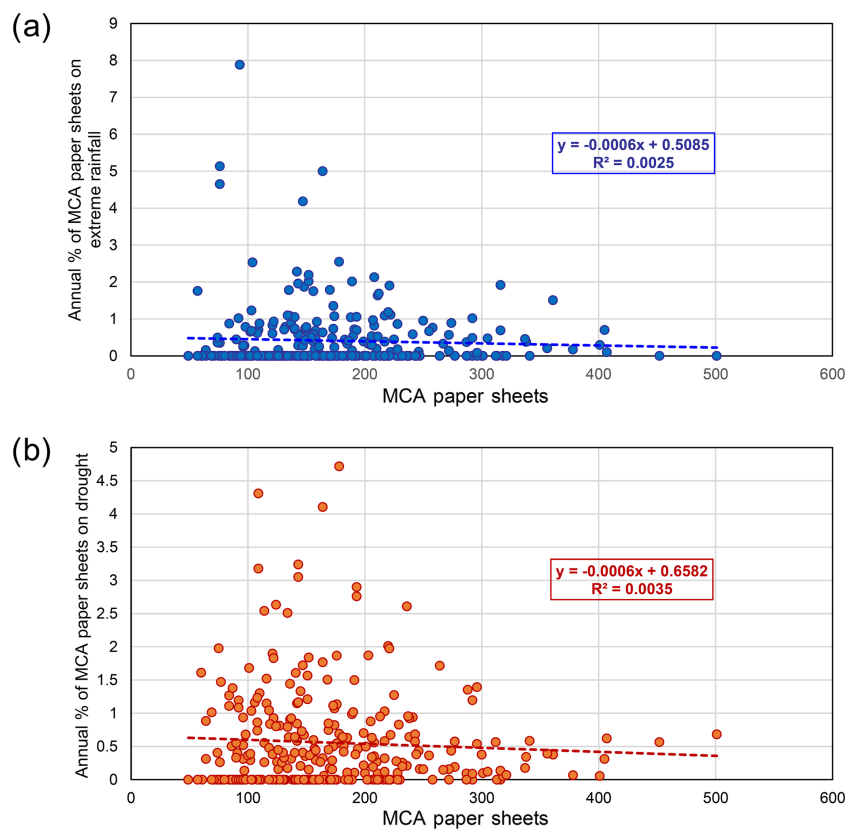 (a)
9
8
7
6
5
4
3
2
1
0
Annual % of MCA paper sheets on
extreme rainfall
y = -0.0006x + 0.5085
R² = 0.0025
0 100 200 300 400 500 600
MCA paper sheets
(b)
5
4.5
4
3.5
3
2.5
2
1.5
1
0.5
0
Annual % of MCA paper sheets on drought
y = -0.0006x + 0.6582
R² = 0.0035
0 100 200 300 400 500 600
MCA paper sheets